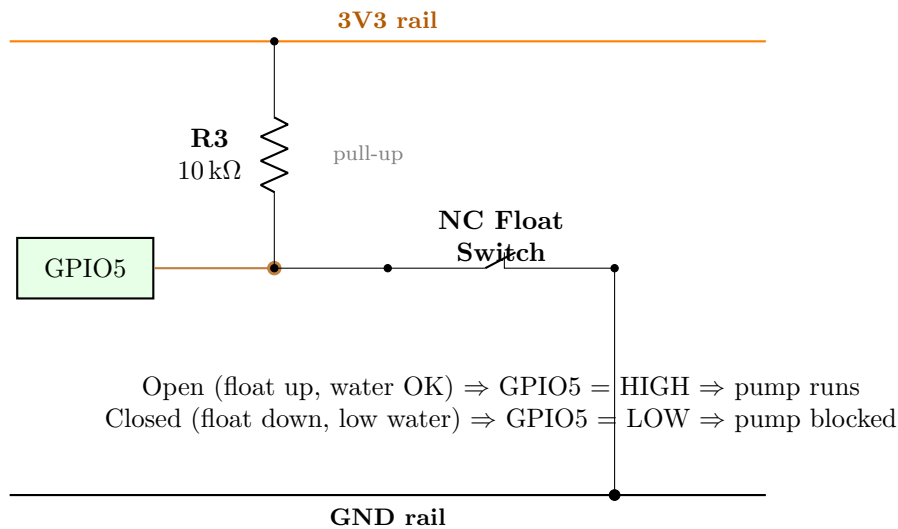 3V3 rail
R3
10 kΩ
pull-up
NC Float
Switch
GPIO5
Open (float up, water OK) ⇒ GPIO5 = HIGH ⇒ pump runs
Closed (float down, low water) ⇒ GPIO5 = LOW ⇒ pump blocked
GND rail